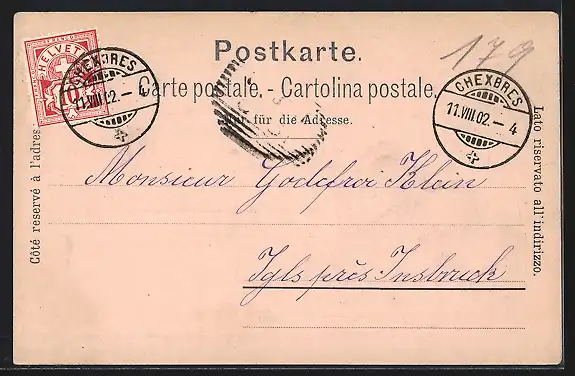 Postkarte.
179
HELVETIA
10
CHEXBRES
11.VIII.02.-4
Carte postale. - Cartolina postale.
CHEXBRES
11.VIII.02.-4
Nur für die Adresse.
Côté reservé à l'adres.
Lato riservato all'indirizzo.
Monsieur Godefroi Klein
Igls près Insbruck